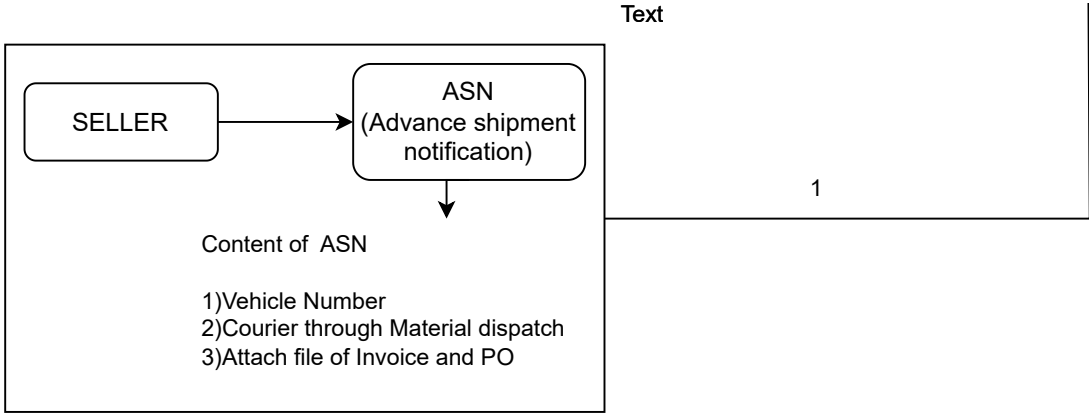 Text
SELLER
ASN
(Advance shipment
notification)
1
Content of  ASN
1)Vehicle Number
2)Courier through Material dispatch
3)Attach file of Invoice and PO